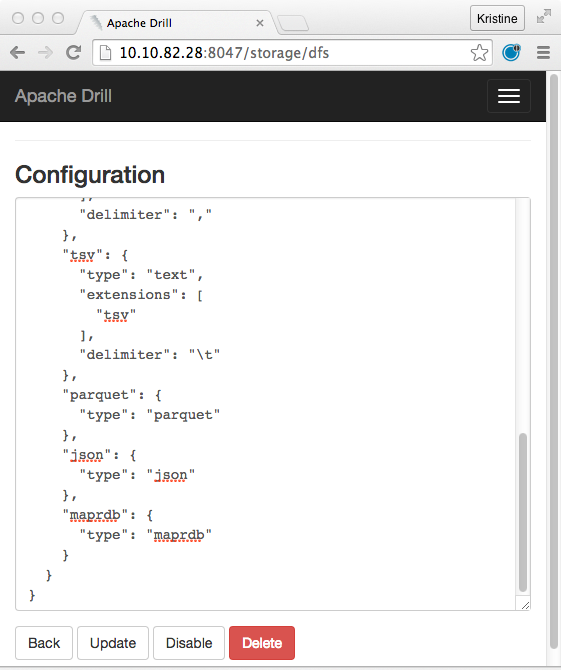 Apache Drill
Kristine
10.10.82.28:8047/storage/dfs
Apache Drill
Configuration
],
"delimiter": ","
},
"tsv": {
"type": "text",
"extensions": [
"tsv"
],
"delimiter": "\t"
},
"parquet": {
"type": "parquet"
},
"json": {
"type": "json"
},
"maprdb": {
"type": "maprdb"
}
}
}
Back
Update
Disable
Delete